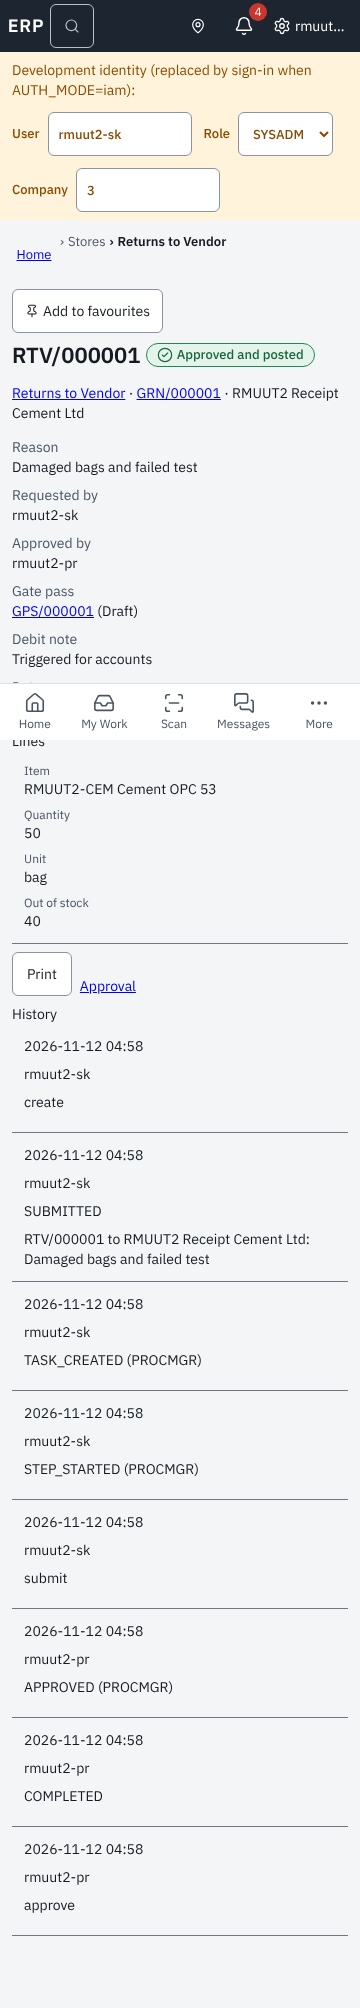 ERP
4
rmuut...
Development identity (replaced by sign-in when
AUTH_MODE=iam):
User rmuut2-sk Role SYSADM
Company 3
Home › Stores › Returns to Vendor
Add to favourites
RTV/000001 Approved and posted
Returns to Vendor · GRN/000001 · RMUUT2 Receipt
Cement Ltd
Reason
Damaged bags and failed test
Requested by
rmuut2-sk
Approved by
rmuut2-pr
Gate pass
GPS/000001 (Draft)
Debit note
Triggered for accounts
Home My Work Scan Messages More
Lines
Item
RMUUT2-CEM Cement OPC 53
Quantity
50
Unit
bag
Out of stock
40
Print Approval
History
2026-11-12 04:58
rmuut2-sk
create
2026-11-12 04:58
rmuut2-sk
SUBMITTED
RTV/000001 to RMUUT2 Receipt Cement Ltd:
Damaged bags and failed test
2026-11-12 04:58
rmuut2-sk
TASK_CREATED (PROCMGR)
2026-11-12 04:58
rmuut2-sk
STEP_STARTED (PROCMGR)
2026-11-12 04:58
rmuut2-sk
submit
2026-11-12 04:58
rmuut2-pr
APPROVED (PROCMGR)
2026-11-12 04:58
rmuut2-pr
COMPLETED
2026-11-12 04:58
rmuut2-pr
approve